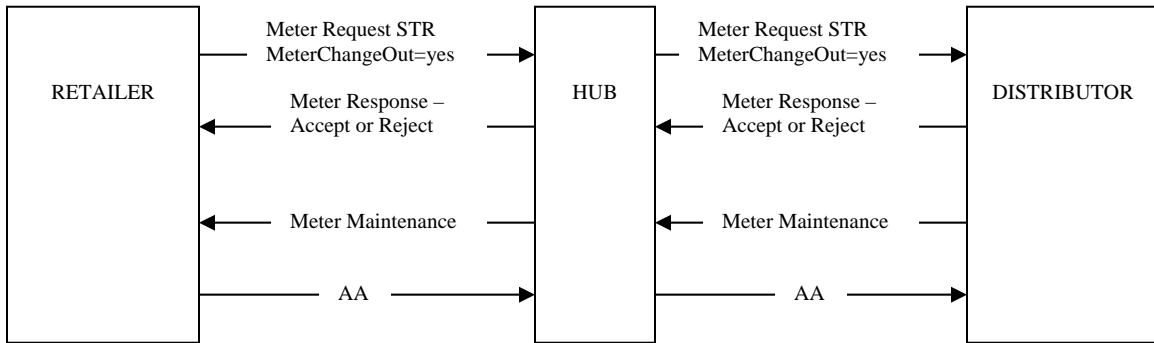 Meter Request STR
MeterChangeOut=yes
Meter Request STR
MeterChangeOut=yes
RETAILER
HUB
DISTRIBUTOR
Meter Response –
Accept or Reject
Meter Response –
Accept or Reject
Meter Maintenance
Meter Maintenance
AA
AA